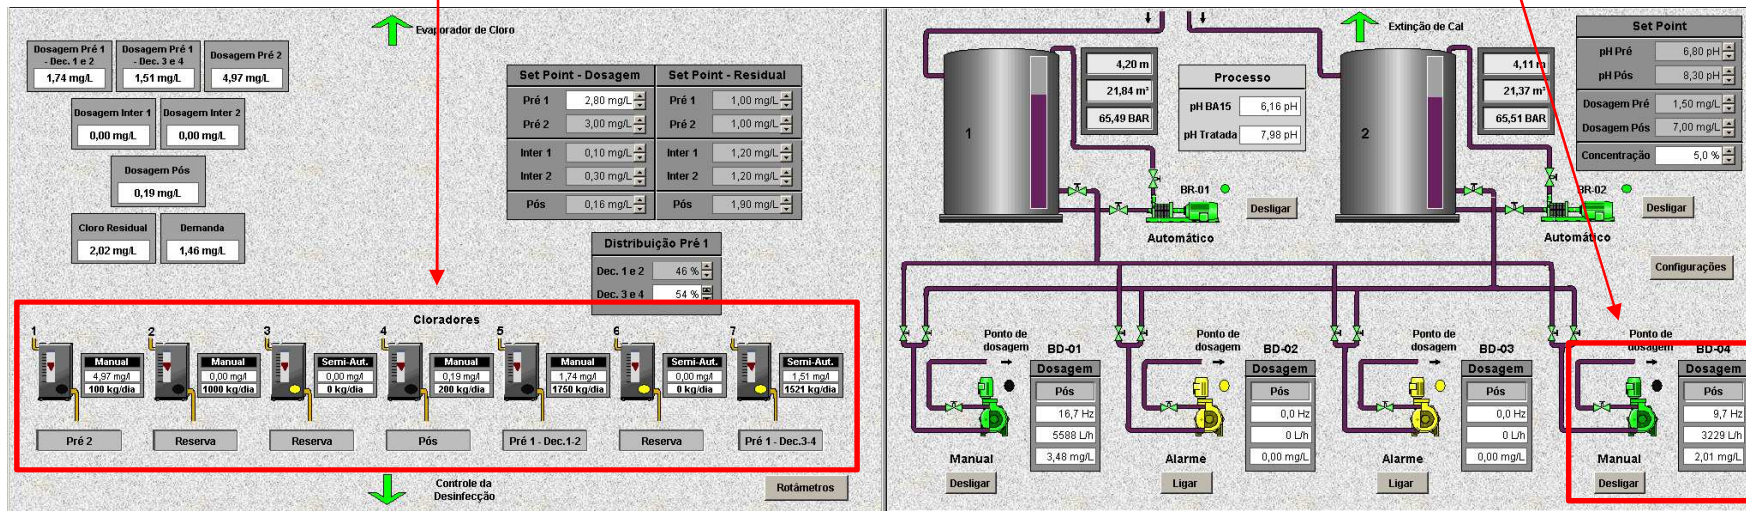 Evaporador de Cloro
Dosagem Pré 1
- Dec. 1 e 2
1,74 mg/L
Dosagem Pré 1
- Dec. 3 e 4
1,51 mg/L
Dosagem Pré 2
4,97 mg/L
Dosagem Inter 1
0,00 mg/L
Dosagem Inter 2
0,00 mg/L
Dosagem Pós
0,19 mg/L
Cloro Residual
2,02 mg/L
Demanda
1,46 mg/L
Set Point - Dosagem
Pré 1 2,80 mg/L
Pré 2 3,00 mg/L
Inter 1 0,10 mg/L
Inter 2 0,30 mg/L
Pós 0,16 mg/L
Set Point - Residual
Pré 1 1,00 mg/L
Pré 2 1,00 mg/L
Inter 1 1,20 mg/L
Inter 2 1,20 mg/L
Pós 1,90 mg/L
Distribuição Pré 1
Dec. 1 e 2 46 %
Dec. 3 e 4 54 %
Cloradores
1
Manual
4,97 mg/l
100 kg/dia
Pré 2
2
Manual
0,00 mg/l
1000 kg/dia
Reserva
3
Semi-Aut.
0,00 mg/l
0 kg/dia
Reserva
4
Manual
0,19 mg/l
200 kg/dia
Pós
5
Manual
1,74 mg/l
1750 kg/dia
Pré 1 - Dec.1-2
6
Semi-Aut.
0,00 mg/l
0 kg/dia
Reserva
7
Semi-Aut.
1,51 mg/l
1521 kg/dia
Pré 1 - Dec.3-4
Controle da
Desinfecção
Rotâmetros
Extinção de Cal
1
4,20 m
21,84 m³
65,49 BAR
Processo
pH BA15 6,16 pH
pH Tratada 7,98 pH
2
4,11 m
21,37 m³
65,51 BAR
Set Point
pH Pré 6,80 pH
pH Pós 8,30 pH
Dosagem Pré 1,50 mg/L
Dosagem Pós 7,00 mg/L
Concentração 5,0 %
BR-01
Desligar
Automático
BR-02
Desligar
Automático
Configurações
Ponto de
dosagem
BD-01
Dosagem
Pós
16,7 Hz
5588 L/h
3,48 mg/L
Manual
Desligar
Ponto de
dosagem
BD-02
Dosagem
Pós
0,0 Hz
0 L/h
0,00 mg/L
Alarme
Ligar
Ponto de
dosagem
BD-03
Dosagem
Pós
0,0 Hz
0 L/h
0,00 mg/L
Alarme
Ligar
Ponto de
dosagem
BD-04
Dosagem
Pós
9,7 Hz
3229 L/h
2,01 mg/L
Manual
Desligar